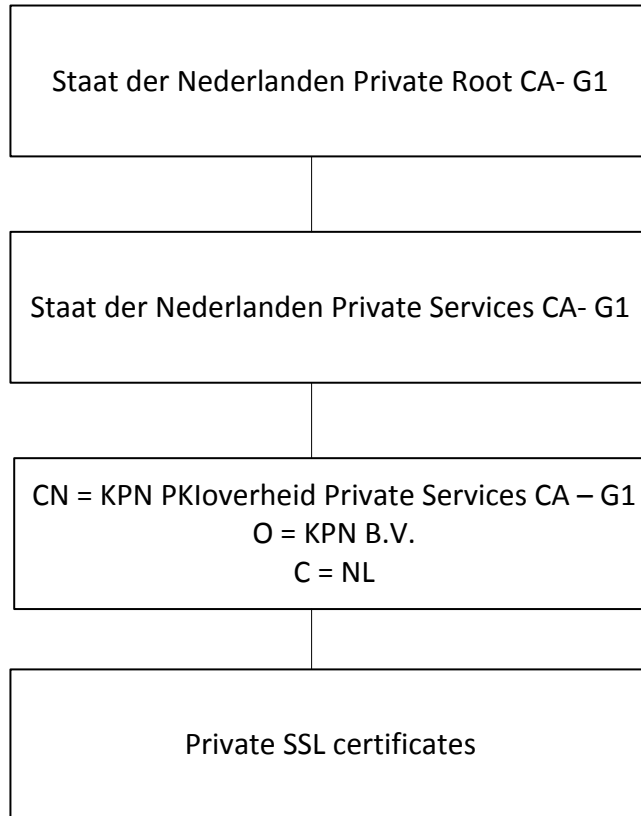 Staat der Nederlanden Private Root CA- G1
Staat der Nederlanden Private Services CA- G1
CN = KPN PKIoverheid Private Services CA – G1
O = KPN B.V.
C = NL
Private SSL certificates